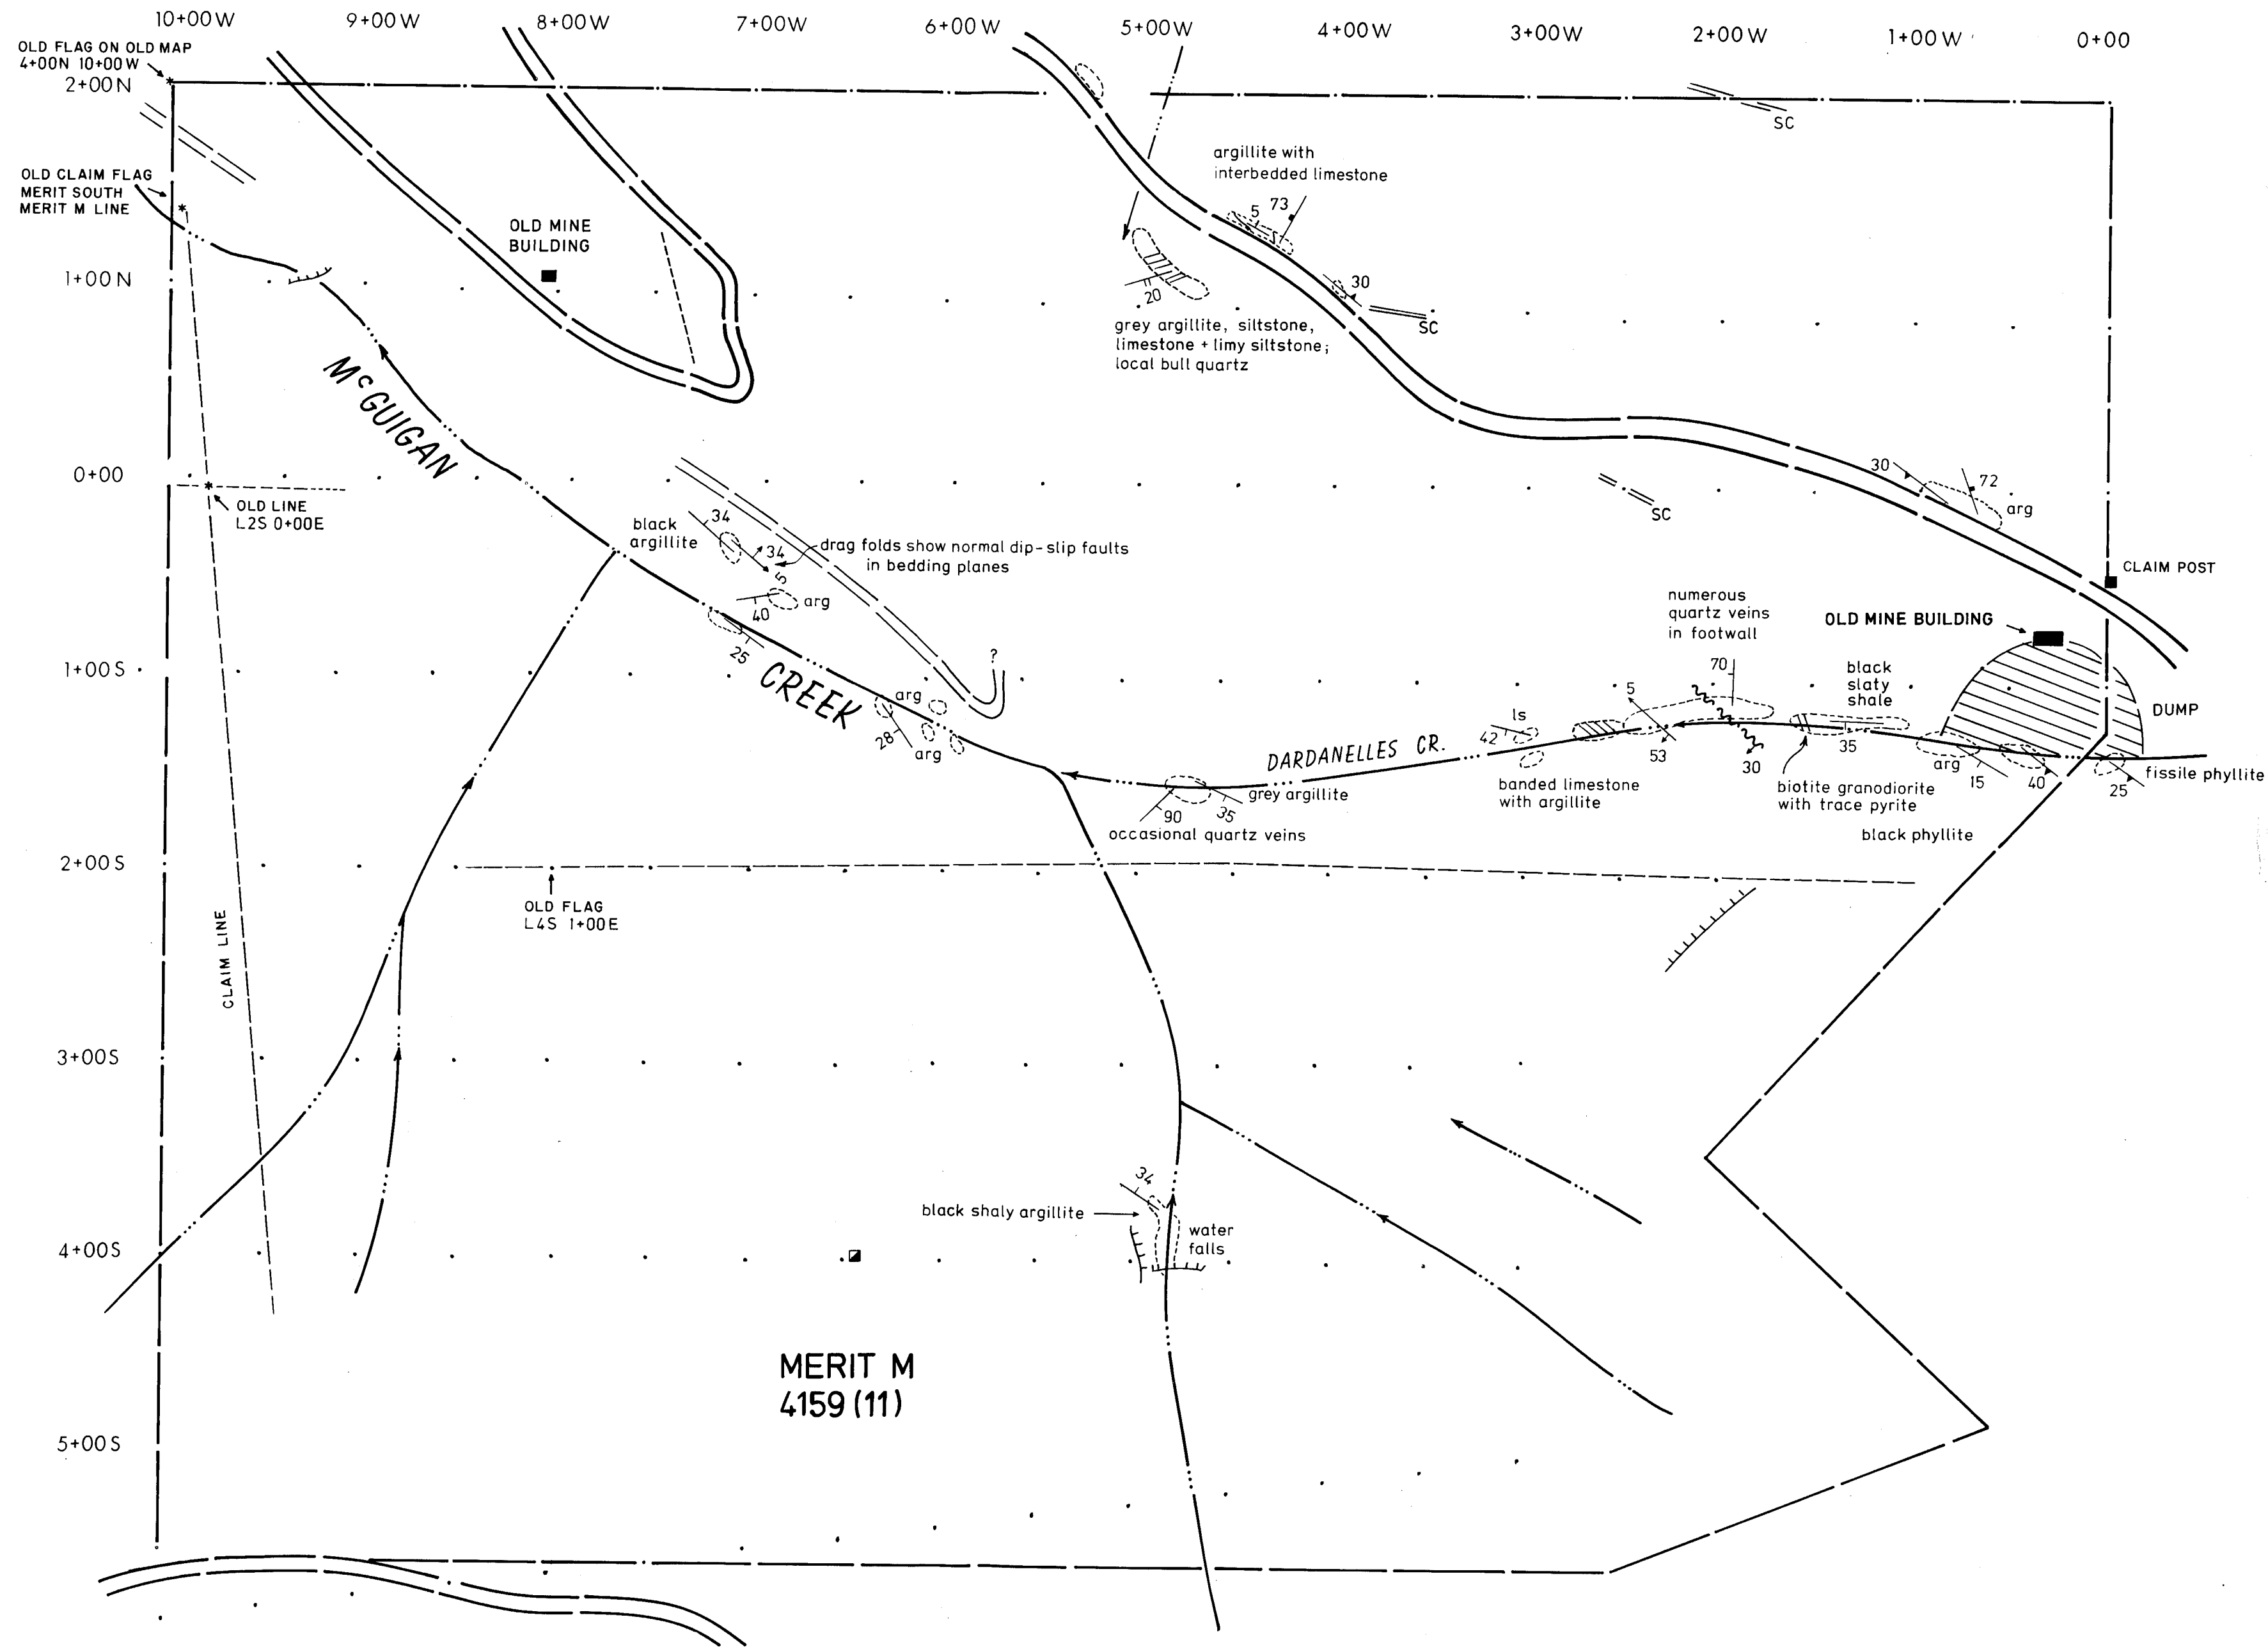 10+00W 9+00W 8+00W 7+00W 6+00W 5+00W 4+00W 3+00W 2+00W 1+00W 0+00
OLD FLAG ON OLD MAP
4+00N 10+00W
2+00N
SC
OLD CLAIM FLAG
MERIT SOUTH
MERIT M LINE
argillite with
interbedded limestone
5 73
OLD MINE
BUILDING
1+00N
20
30
SC
grey argillite, siltstone,
limestone + limy siltstone;
local bull quartz
McGUIGAN
0+00
OLD LINE
L2S 0+00E
30
72
arg
SC
black
argillite
34
34
5
drag folds show normal dip-slip faults
in bedding planes
40
arg
25
CLAIM POST
numerous
quartz veins
in footwall
OLD MINE BUILDING
1+00S
CREEK
?
arg
28
arg
70
5
black
slaty
shale
DUMP
ls
42
DARDANELLES CR.
53
30
35
arg
15
40
25
fissile phyllite
grey argillite
90
35
occasional quartz veins
banded limestone
with argillite
biotite granodiorite
with trace pyrite
black phyllite
2+00S
OLD FLAG
L4S 1+00E
CLAIM LINE
3+00S
34
black shaly argillite
water
falls
4+00S
MERIT M
4159 (11)
5+00S